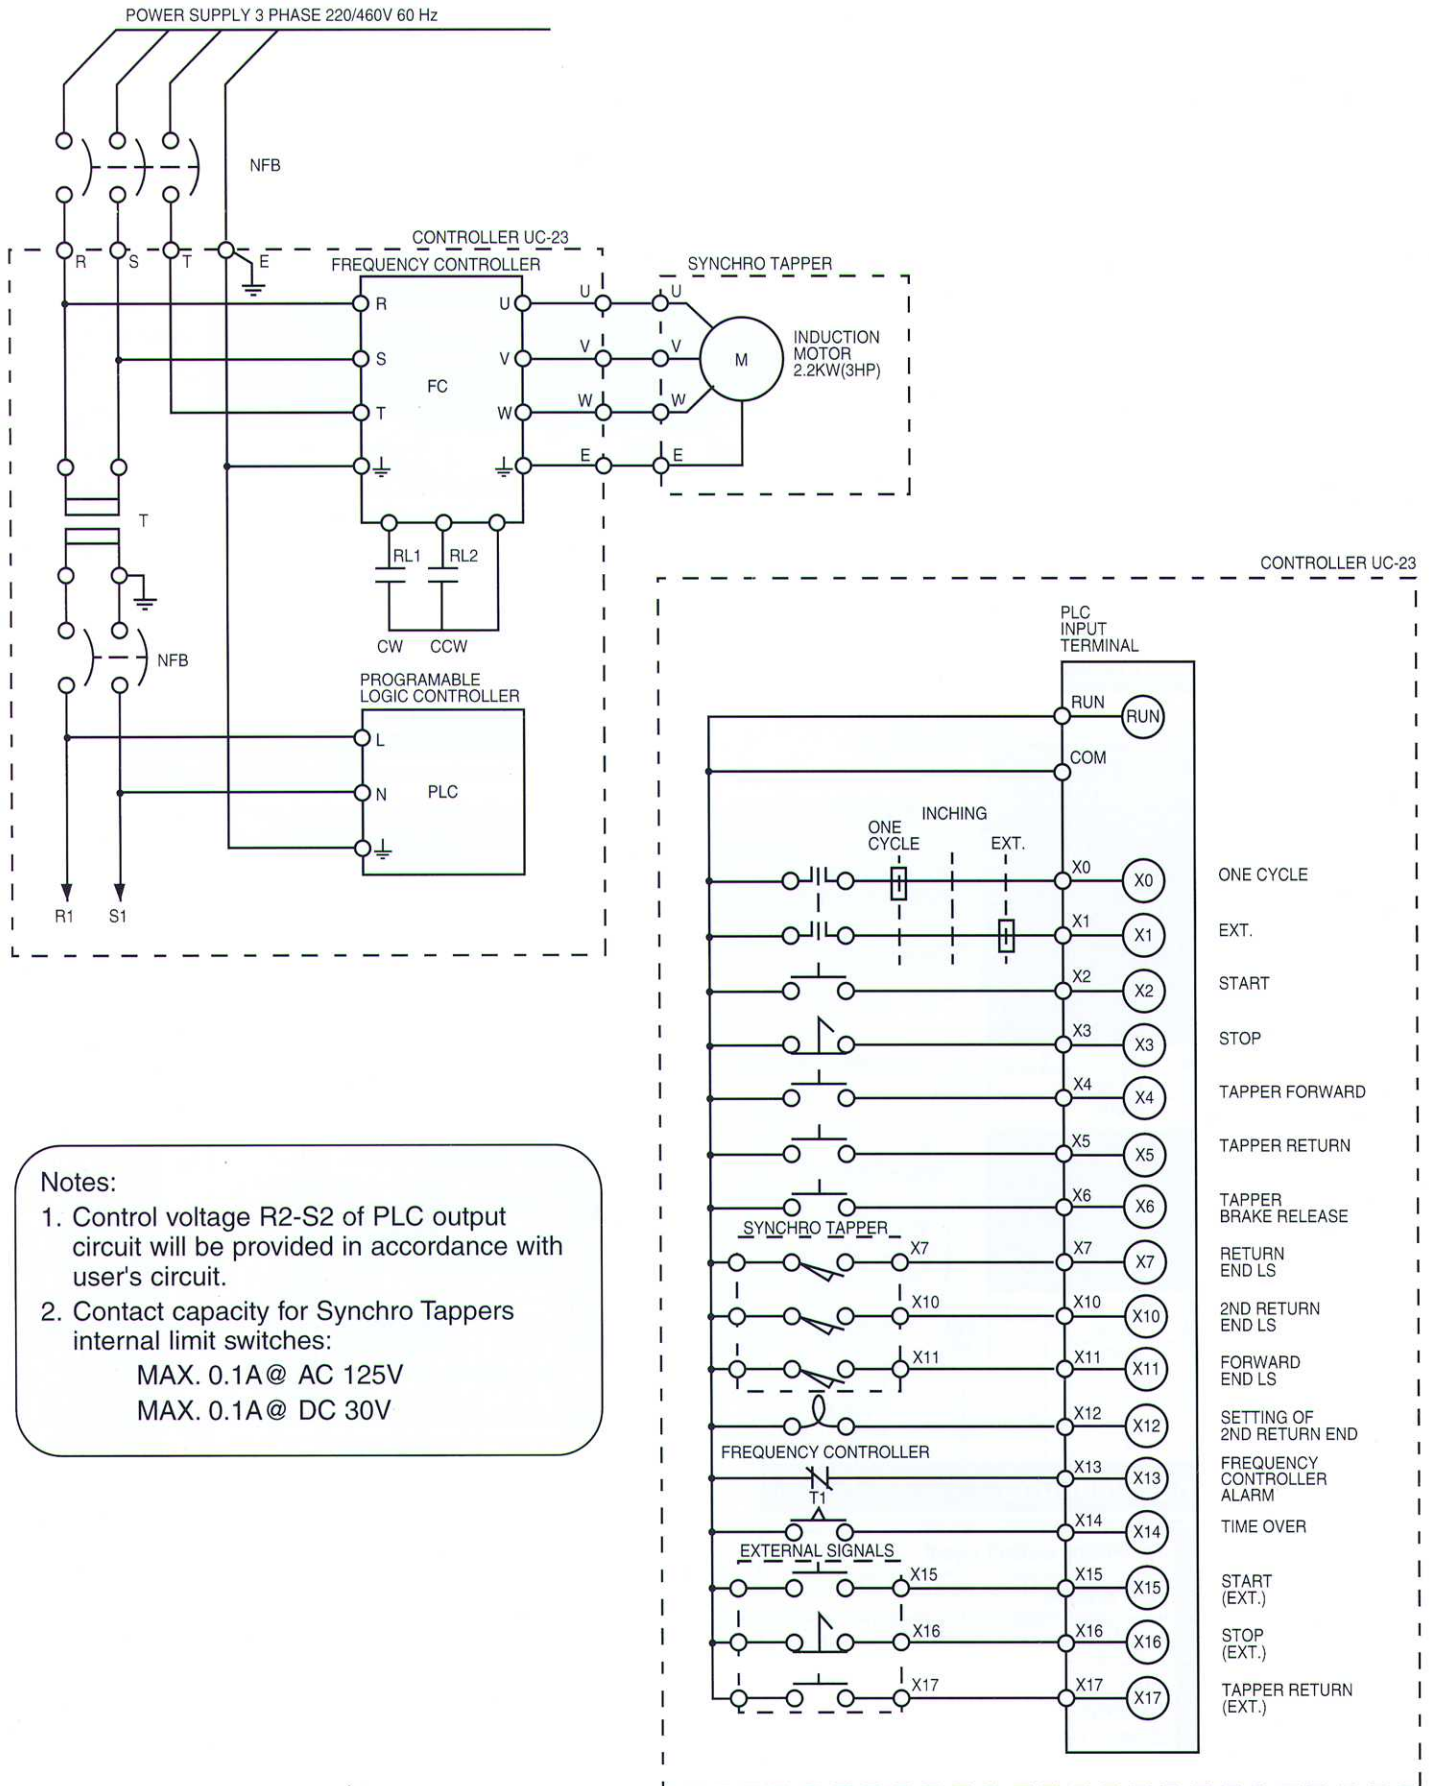 POWER SUPPLY 3 PHASE 220/460V 60 Hz
NFB
CONTROLLER UC-23
R
S
T
E
FREQUENCY CONTROLLER
SYNCHRO TAPPER
R
U
U
U
INDUCTION
MOTOR
2.2KW(3HP)
S
V
V
V
M
FC
T
W
W
W
E
E
T
RL1
RL2
CW
CCW
NFB
PROGRAMABLE
LOGIC CONTROLLER
L
N
PLC
R1
S1
CONTROLLER UC-23
PLC
INPUT
TERMINAL
RUN
RUN
COM
INCHING
ONE
CYCLE
EXT.
X0
X0
ONE CYCLE
X1
X1
EXT.
X2
X2
START
X3
X3
STOP
X4
X4
TAPPER FORWARD
X5
X5
TAPPER RETURN
X6
X6
TAPPER
BRAKE RELEASE
SYNCHRO TAPPER
X7
X7
X7
RETURN
END LS
X10
X10
X10
2ND RETURN
END LS
X11
X11
X11
FORWARD
END LS
X12
X12
SETTING OF
2ND RETURN END
FREQUENCY CONTROLLER
X13
X13
FREQUENCY
CONTROLLER
ALARM
T1
X14
X14
TIME OVER
EXTERNAL SIGNALS
X15
X15
X15
START
(EXT.)
X16
X16
X16
STOP
(EXT.)
X17
X17
X17
TAPPER RETURN
(EXT.)
Notes:
1. Control voltage R2-S2 of PLC output
circuit will be provided in accordance with
user's circuit.
2. Contact capacity for Synchro Tappers
internal limit switches:
MAX. 0.1A@ AC 125V
MAX. 0.1A@ DC 30V